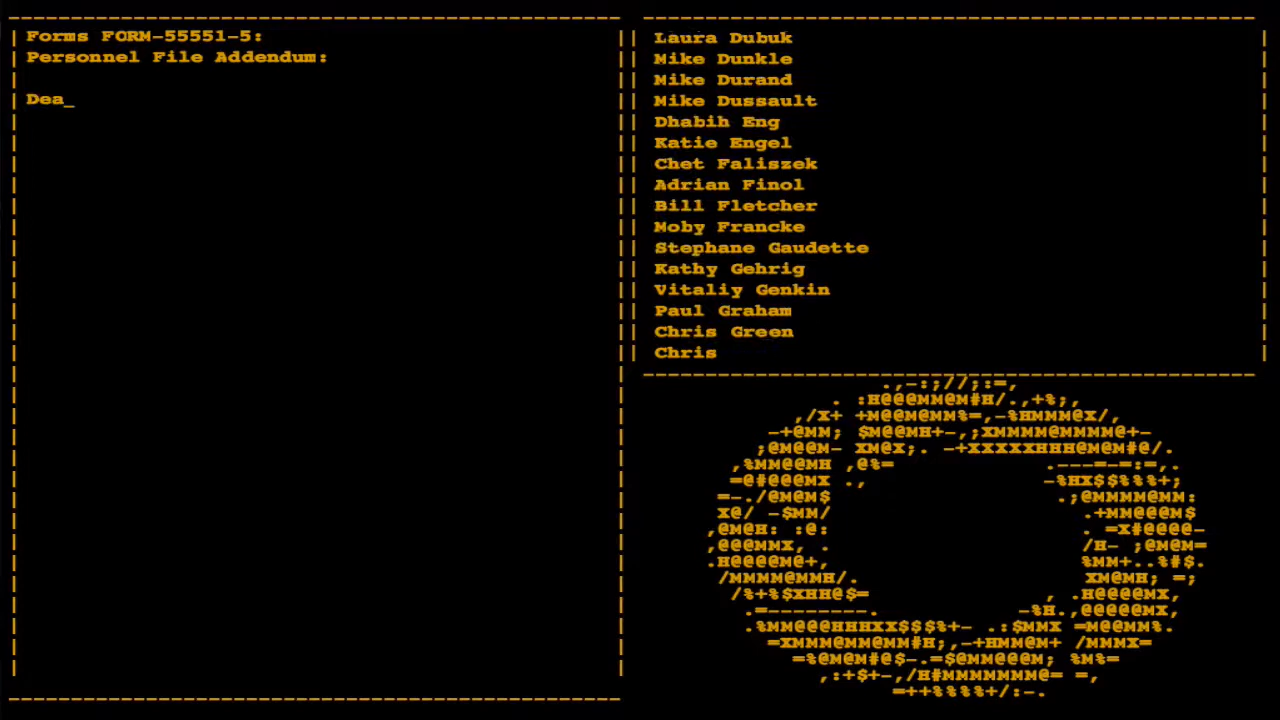 Forms FORM-55551-5:
Personnel File Addendum:
Dea_
Laura Dubuk
Mike Dunkle
Mike Durand
Mike Dussault
Dhabih Eng
Katie Engel
Chet Faliszek
Adrian Finol
Bill Fletcher
Moby Francke
Stephane Gaudette
Kathy Gehrig
Vitaliy Genkin
Paul Graham
Chris Green
Chris